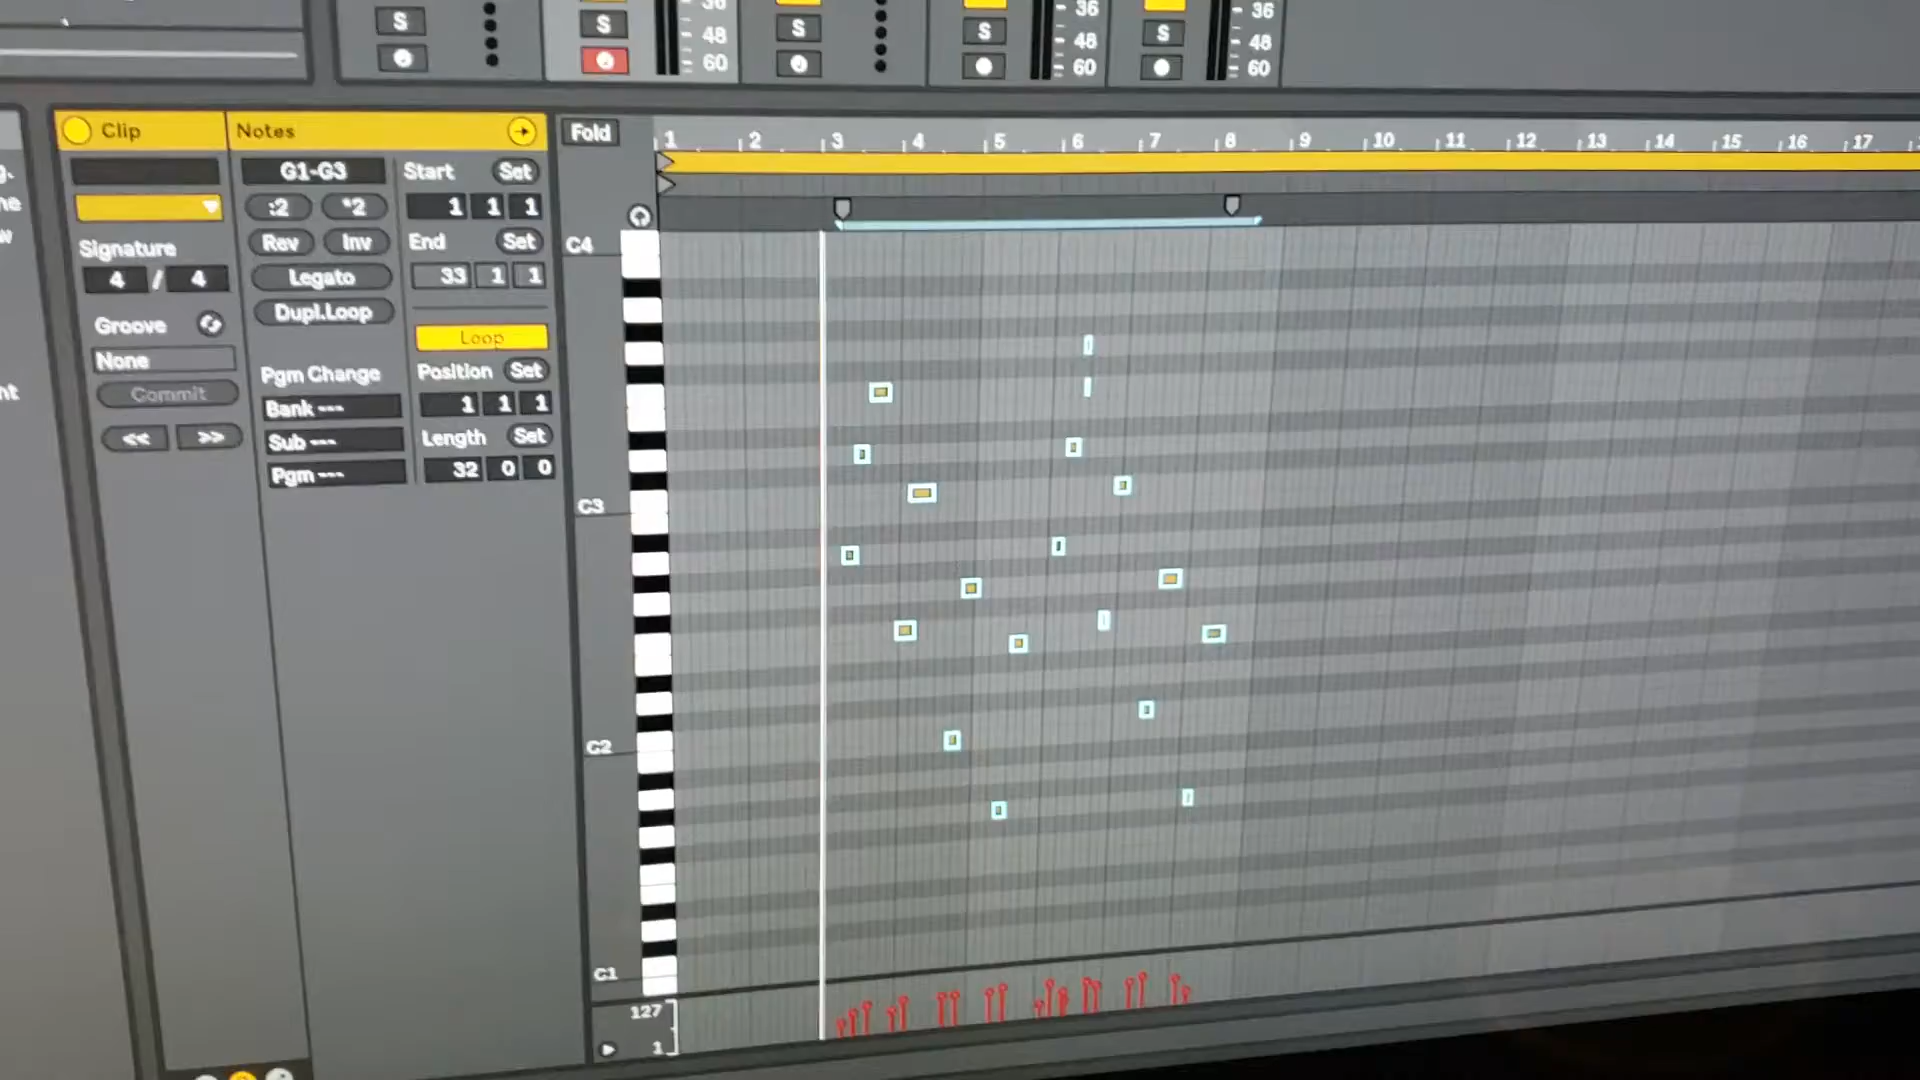 S S S S S
36 36 36
48 48 48
60 60 60
Clip Notes Fold 1 2 3 4 5 6 7 8 9 10 11 12 13 14 15 16 17
G1-G3 Start Set
:2 *2 1 1 1
Signature Rev Inv End Set C4
4 / 4 Legato 33 1 1
Groove Dupl.Loop
None Loop
Commit Pgm Change Position Set
<< >> Bank --- 1 1 1
Sub --- Length Set
Pgm --- 32 0 0
C3
C2
C1
127
1